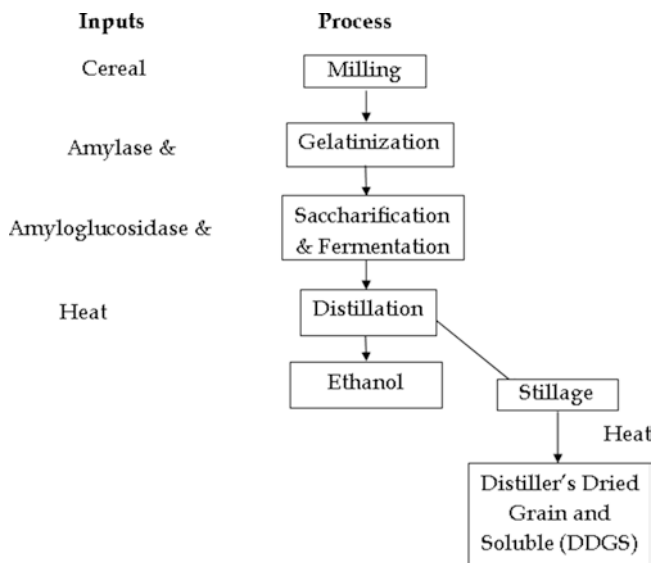 Inputs Process
Cereal Milling
Amylase & Gelatinization
Amyloglucosidase & Saccharification
& Fermentation
Heat Distillation
Ethanol
Stillage
Heat
Distiller's Dried
Grain and
Soluble (DDGS)